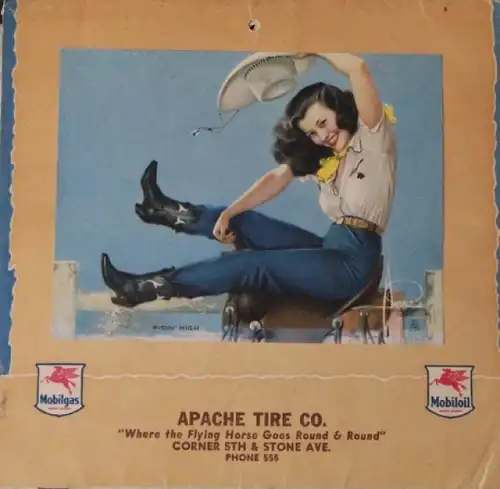 RIDIN' HIGH
Mobilgas
Mobiloil
APACHE TIRE CO.
"Where the Flying Horse Goes Round & Round"
CORNER 5TH & STONE AVE.
PHONE 555